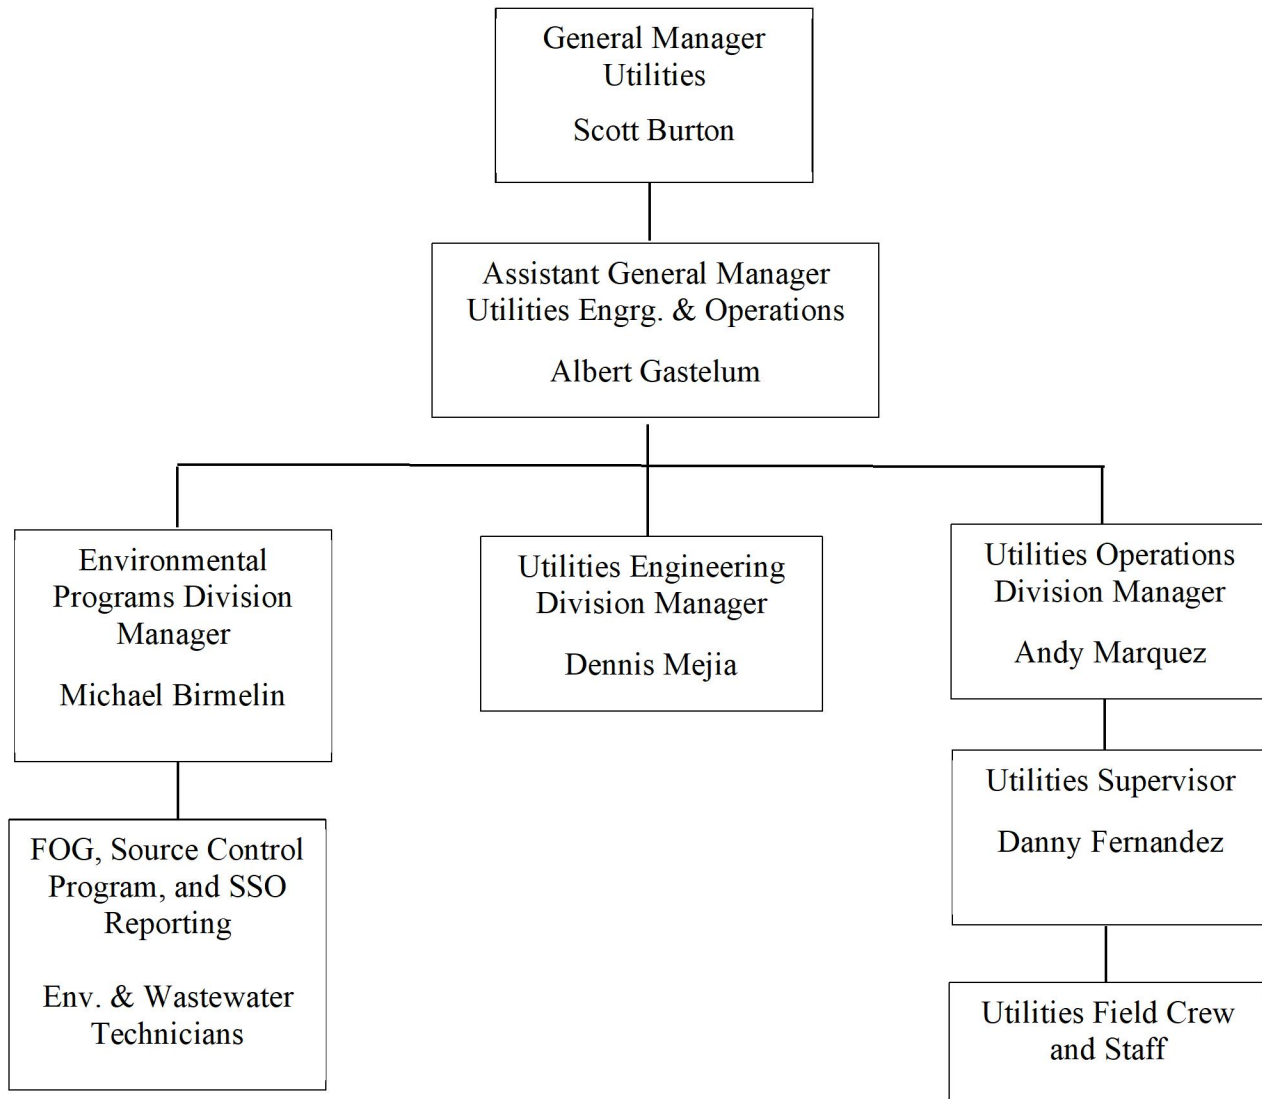 General Manager
Utilities
Scott Burton
Assistant General Manager
Utilities Engrg. & Operations
Albert Gastelum
Environmental
Programs Division
Manager
Michael Birmelin
Utilities Engineering
Division Manager
Dennis Mejia
Utilities Operations
Division Manager
Andy Marquez
FOG, Source Control
Program, and SSO
Reporting
Env. & Wastewater
Technicians
Utilities Supervisor
Danny Fernandez
Utilities Field Crew
and Staff